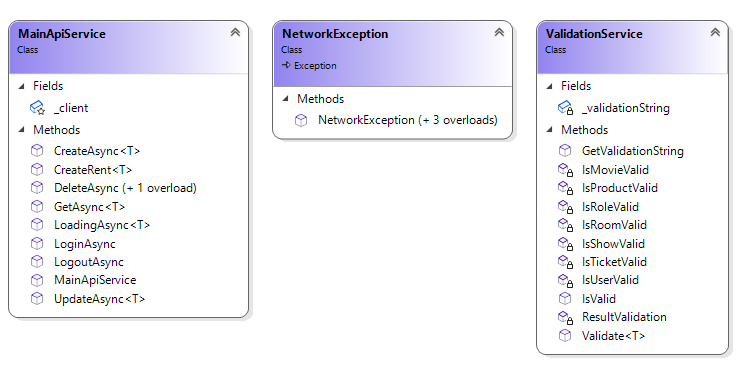 MainApiService
Class
Fields
_client
Methods
CreateAsync<T>
CreateRent<T>
DeleteAsync (+ 1 overload)
GetAsync<T>
LoadingAsync<T>
LoginAsync
LogoutAsync
MainApiService
UpdateAsync<T>
NetworkException
Class
Exception
Methods
NetworkException (+ 3 overloads)
ValidationService
Class
Fields
_validationString
Methods
GetValidationString
IsMovieValid
IsProductValid
IsRoleValid
IsRoomValid
IsShowValid
IsTicketValid
IsUserValid
IsValid
ResultValidation
Validate<T>